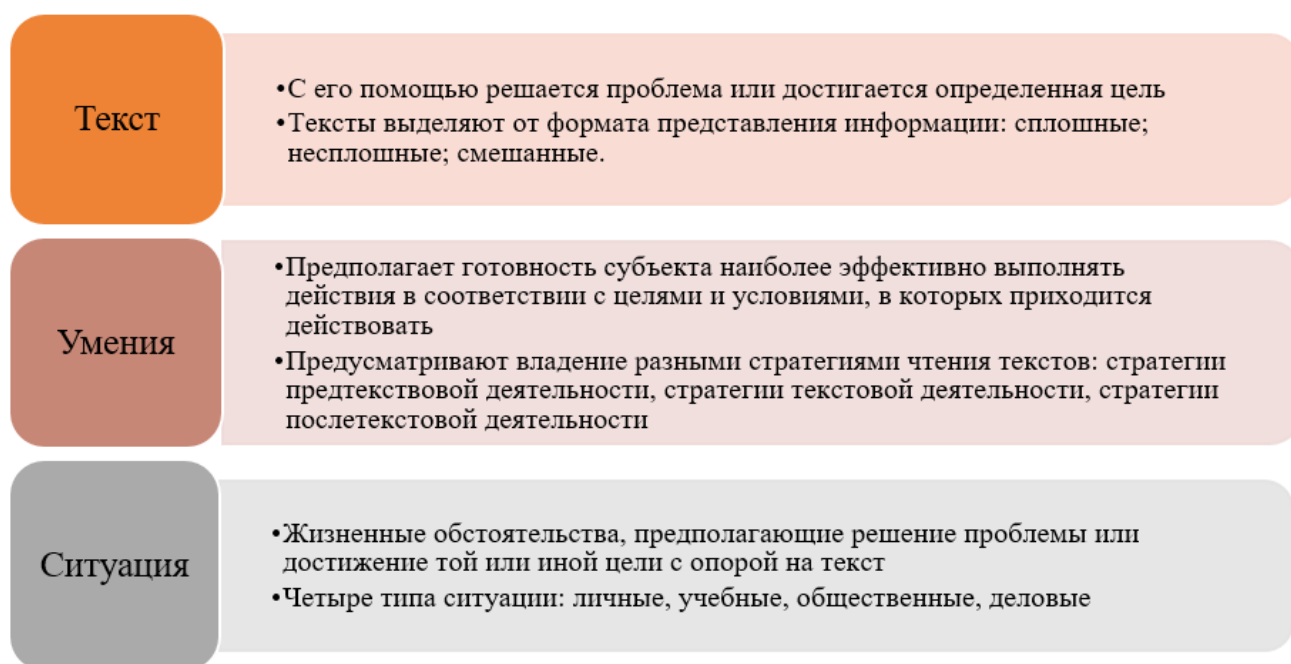 Текст
•С его помощью решается проблема или достигается определенная цель
•Тексты выделяют от формата представления информации: сплошные;
несплошные; смешанные.
Умения
•Предполагает готовность субъекта наиболее эффективно выполнять
действия в соответствии с целями и условиями, в которых приходится
действовать
•Предусматривают владение разными стратегиями чтения текстов: стратегии
предтекствовой деятельности, стратегии текстовой деятельности, стратегии
послетекстовой деятельности
Ситуация
•Жизненные обстоятельства, предполагающие решение проблемы или
достижение той или иной цели с опорой на текст
•Четыре типа ситуации: личные, учебные, общественные, деловые